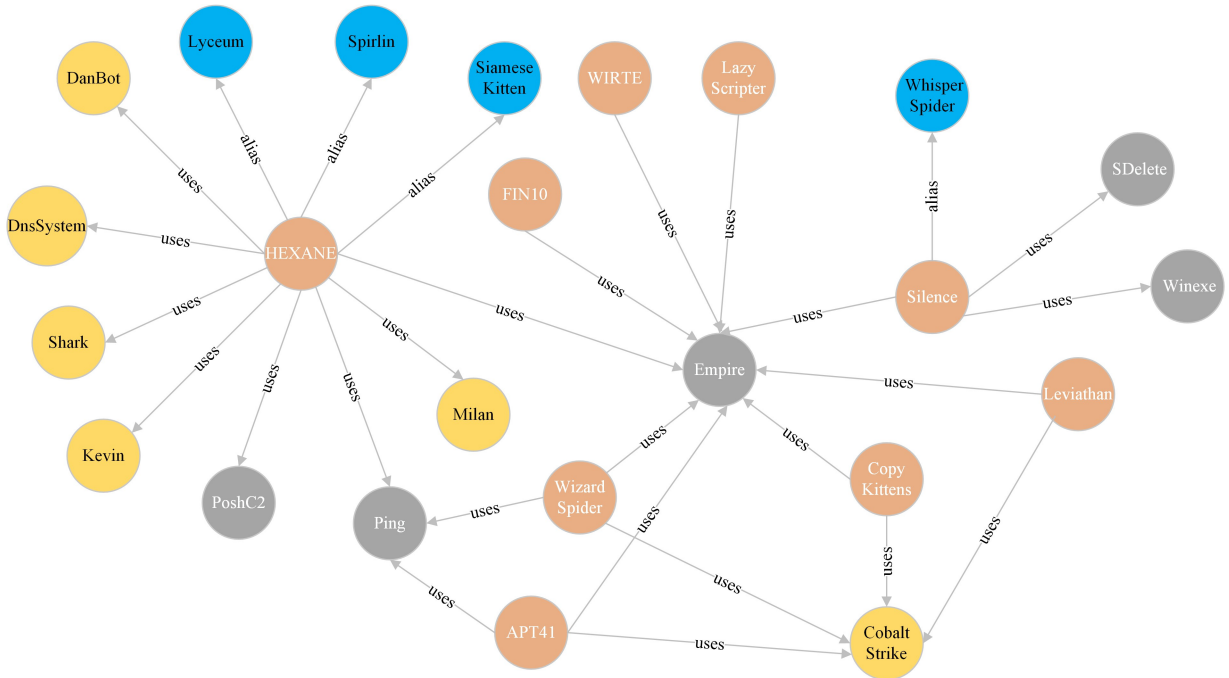 Lyceum
Spirlin
DanBot
Siamese
Kitten
WIRTE
Lazy
Scripter
Whisper
Spider
alias
alias
alias
uses
SDelete
FIN10
uses
uses
alias
DnsSystem
uses
HEXANE
uses
uses
Silence
Winexe
uses
uses
uses
uses
uses
Shark
uses
uses
Empire
uses
uses
uses
Leviathan
Milan
uses
uses
Kevin
PoshC2
Ping
uses
Wizard
Spider
Copy
Kittens
uses
uses
uses
uses
uses
uses
APT41
uses
Cobalt
Strike